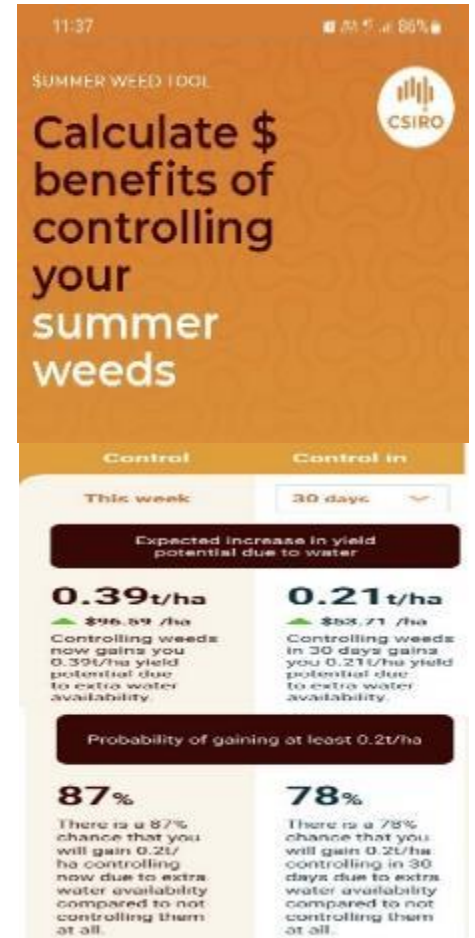 11:37
86%
$UMMER WEED TOOL
CSIRO
Calculate $
benefits of
controlling
your
summer
weeds
Control
Control in
This week
30 days
Expected increase in yield
potential due to water
0.39t/ha
0.21t/ha
$96.59 /ha
$53.71 /ha
Controlling weeds
now gains you
0.39t/ha yield
potential due
to extra water
availability.
Controlling weeds
in 30 days gains
you 0.21t/ha yield
potential due
to extra water
availability.
Probability of gaining at least 0.2t/ha
87%
There is a 87%
chance that you
will gain 0.2t/
ha controlling
now due to extra
water availability
compared to not
controlling them
at all.
78%
There is a 78%
chance that you
will gain 0.2t/ha
controlling in 30
days due to extra
water availability
compared to not
controlling them
at all.